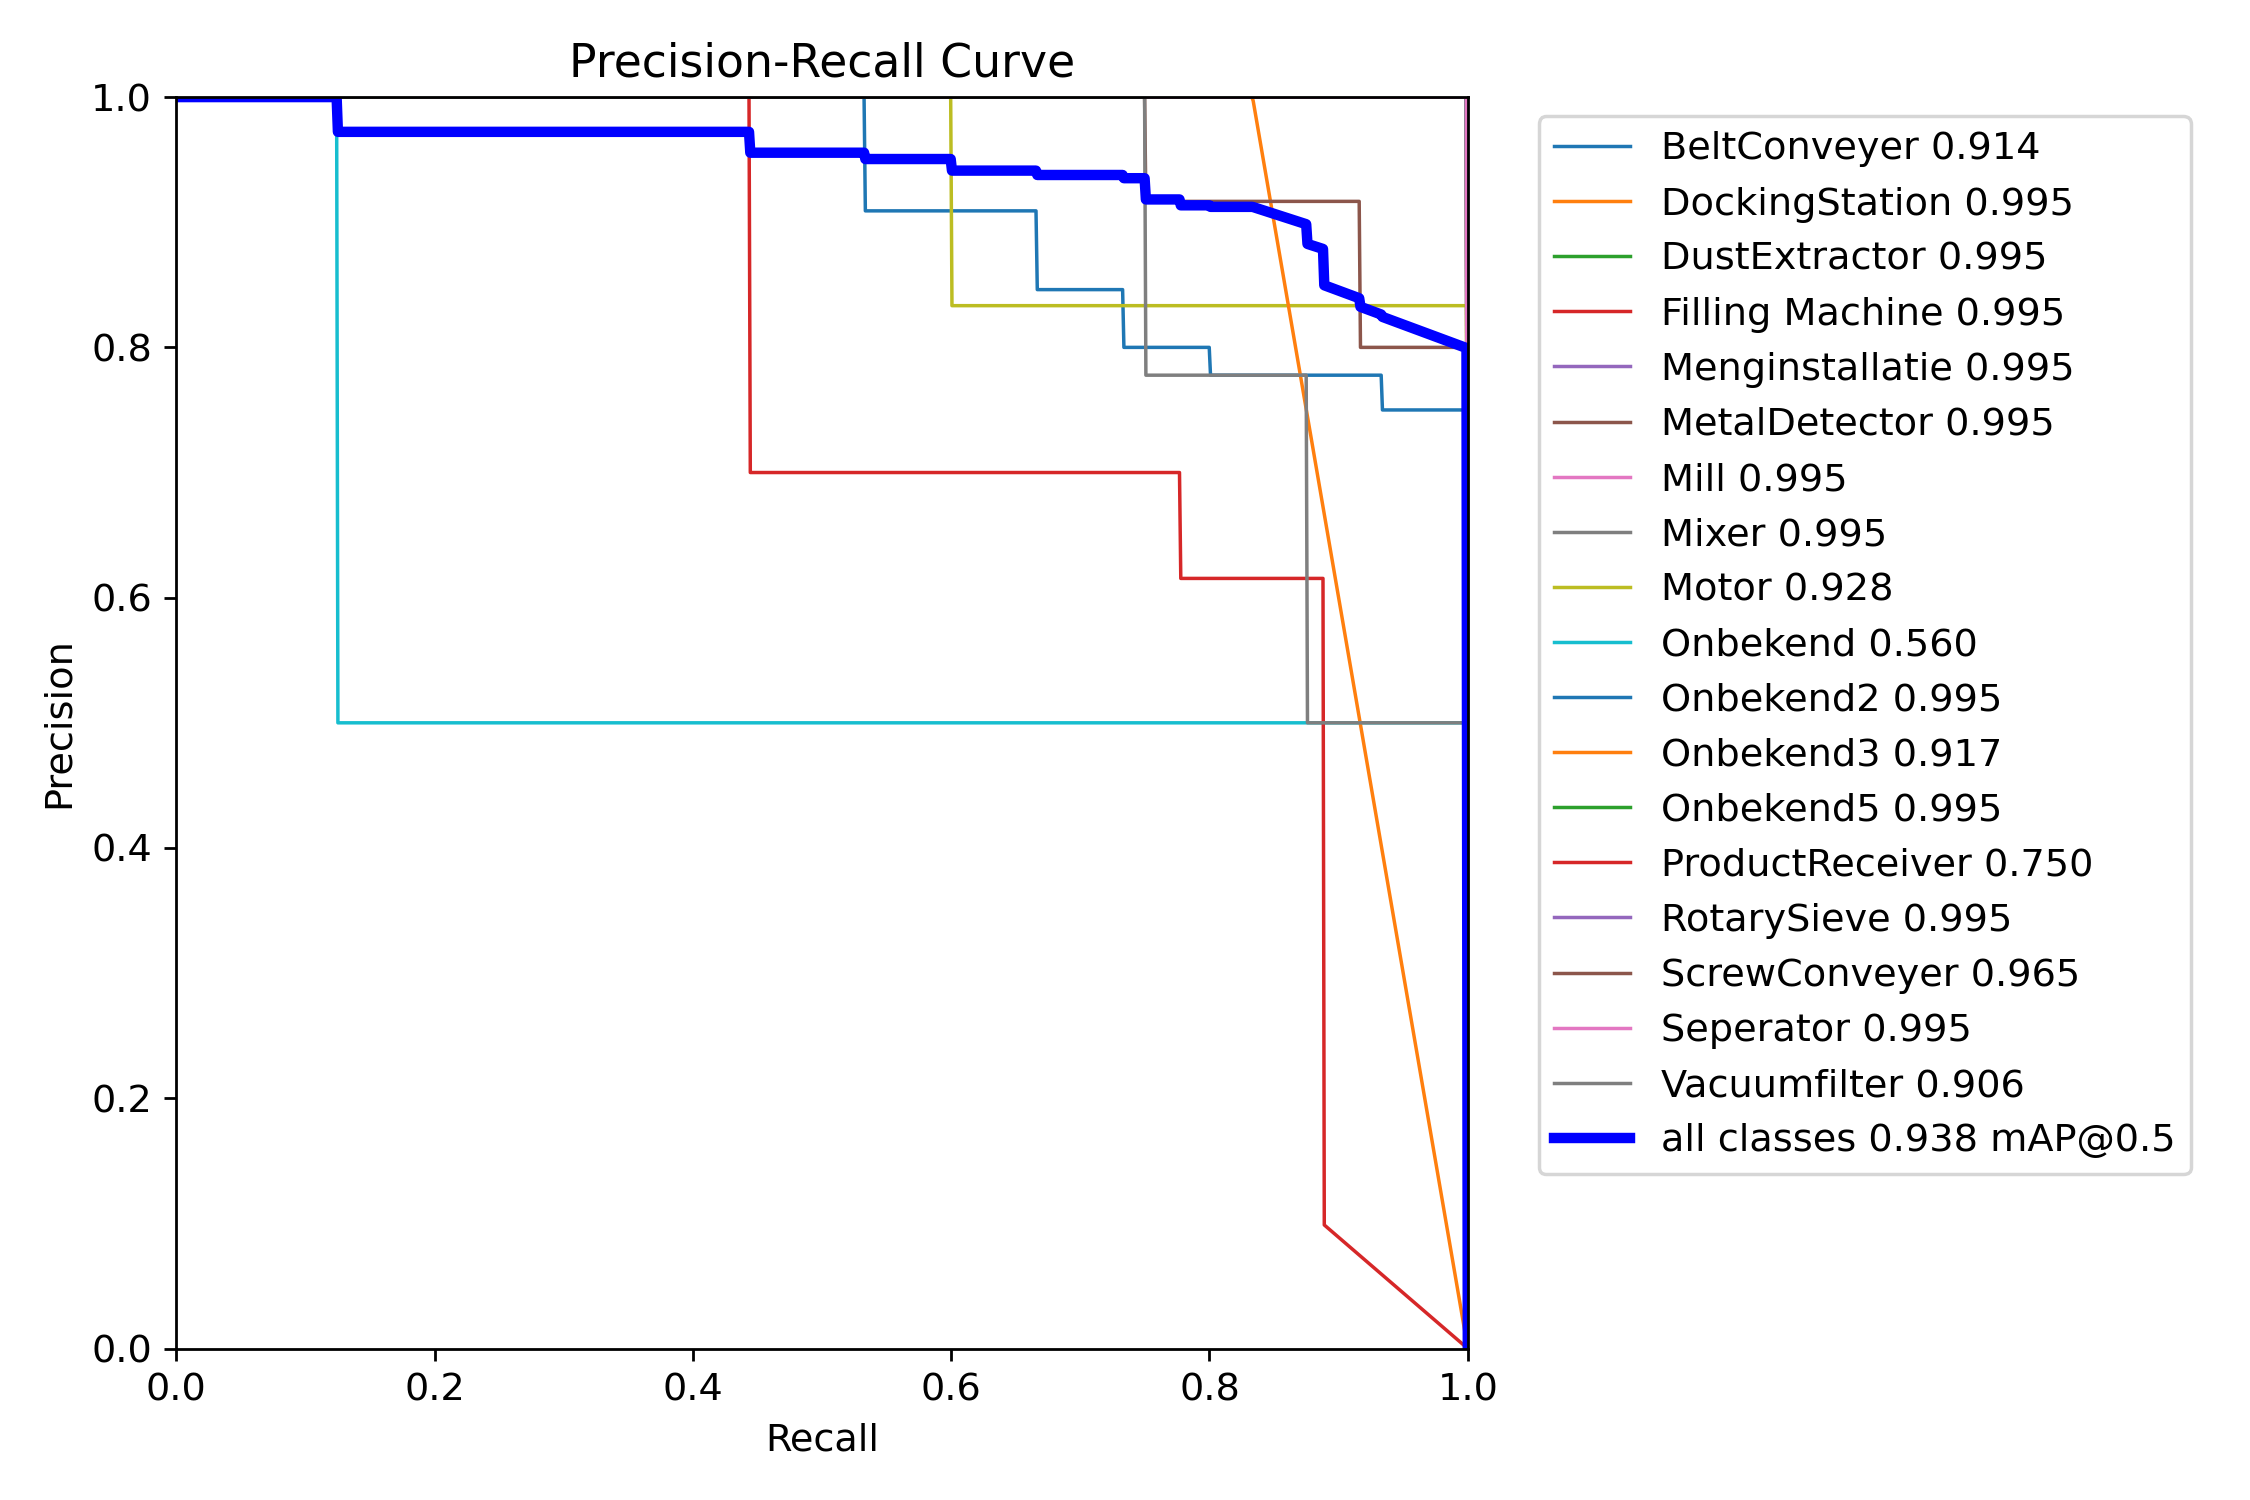 Precision-Recall Curve
1.0
0.8
0.6
0.4
0.2
0.0
Precision
0.0 0.2 0.4 0.6 0.8 1.0
Recall
BeltConveyer 0.914
DockingStation 0.995
DustExtractor 0.995
Filling Machine 0.995
Menginstallatie 0.995
MetalDetector 0.995
Mill 0.995
Mixer 0.995
Motor 0.928
Onbekend 0.560
Onbekend2 0.995
Onbekend3 0.917
Onbekend5 0.995
ProductReceiver 0.750
RotarySieve 0.995
ScrewConveyer 0.965
Seperator 0.995
Vacuumfilter 0.906
all classes 0.938 mAP@0.5